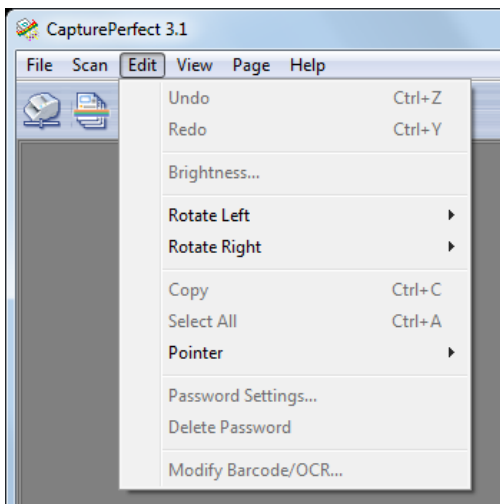 CapturePerfect 3.1
File Scan Edit View Page Help
Undo Ctrl+Z
Redo Ctrl+Y
Brightness...
Rotate Left
Rotate Right
Copy Ctrl+C
Select All Ctrl+A
Pointer
Password Settings...
Delete Password
Modify Barcode/OCR...